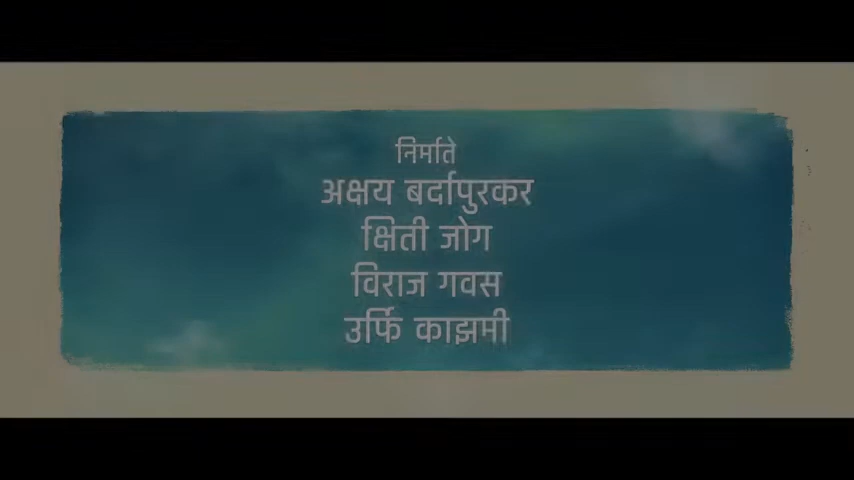 निर्माते
अक्षय बर्दापुरकर
क्षिती जोग
विराज गवस
उर्फि काझमी